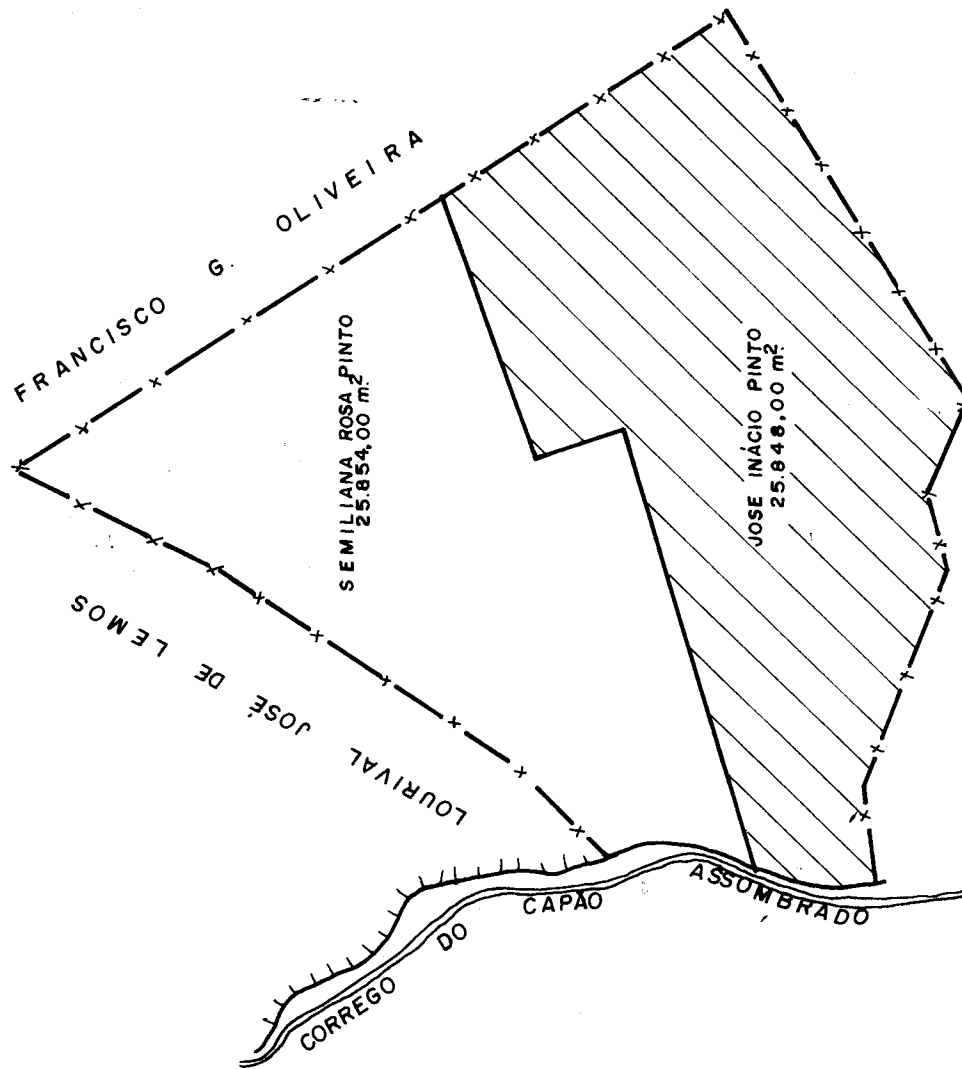 FRANCISCO G. OLIVEIRA
SEMILIANA ROSA PINTO
25.854,00 m²
JOSE INÁCIO PINTO
25.848,00 m²
LOURIVAL JOSÉ DE LEMOS
CORREGO DO CAPÃO ASSOMBRADO